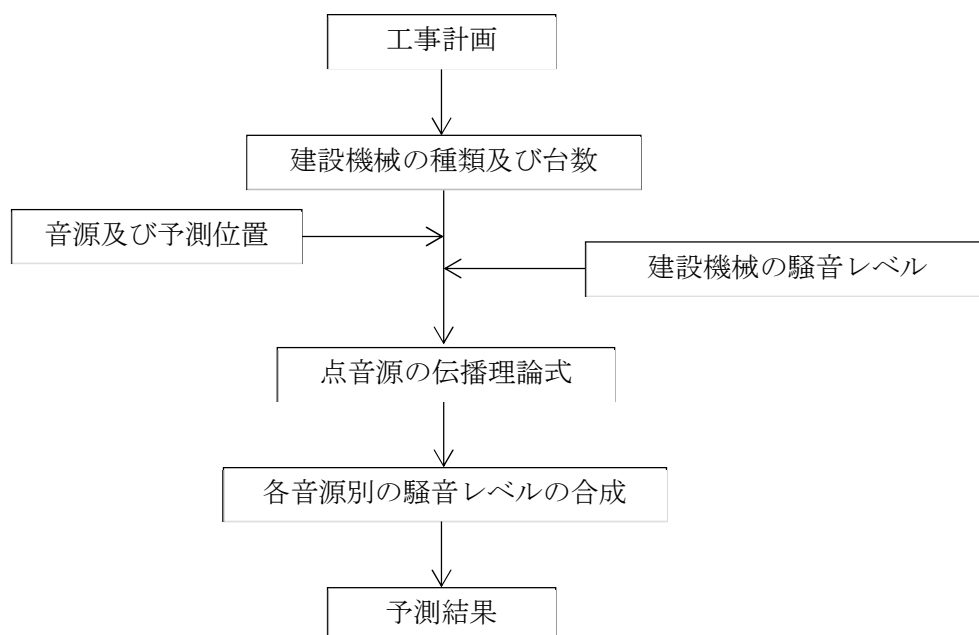 工事計画
建設機械の種類及び台数
音源及び予測位置
建設機械の騒音レベル
点音源の伝播理論式
各音源別の騒音レベルの合成
予測結果